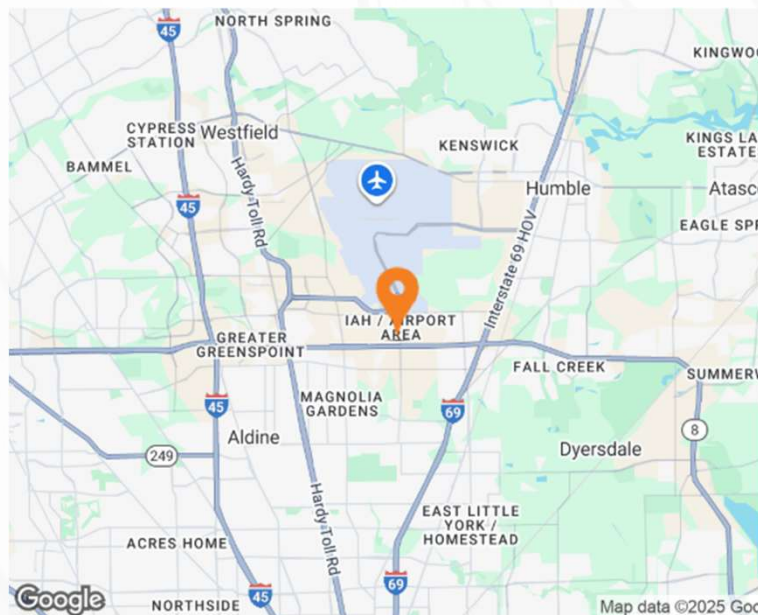 NORTH SPRING
45
KINGWO
CYPRESS
STATION
Westfield
KENSWICK
KINGS LA
ESTATE
BAMMEL
Hardy Toll Rd
Humble
Atasc
45
EAGLE SP
Interstate 69 HOV
IAH / AIRPORT
AREA
GREATER
GREENSPOINT
FALL CREEK
SUMMERW
MAGNOLIA
GARDENS
45
69
8
Aldine
249
Dyersdale
Hardy Toll Rd
EAST LITTLE
YORK /
HOMESTEAD
ACRES HOME
45
69
NORTHSIDE
Google
Map data ©2025 Goo